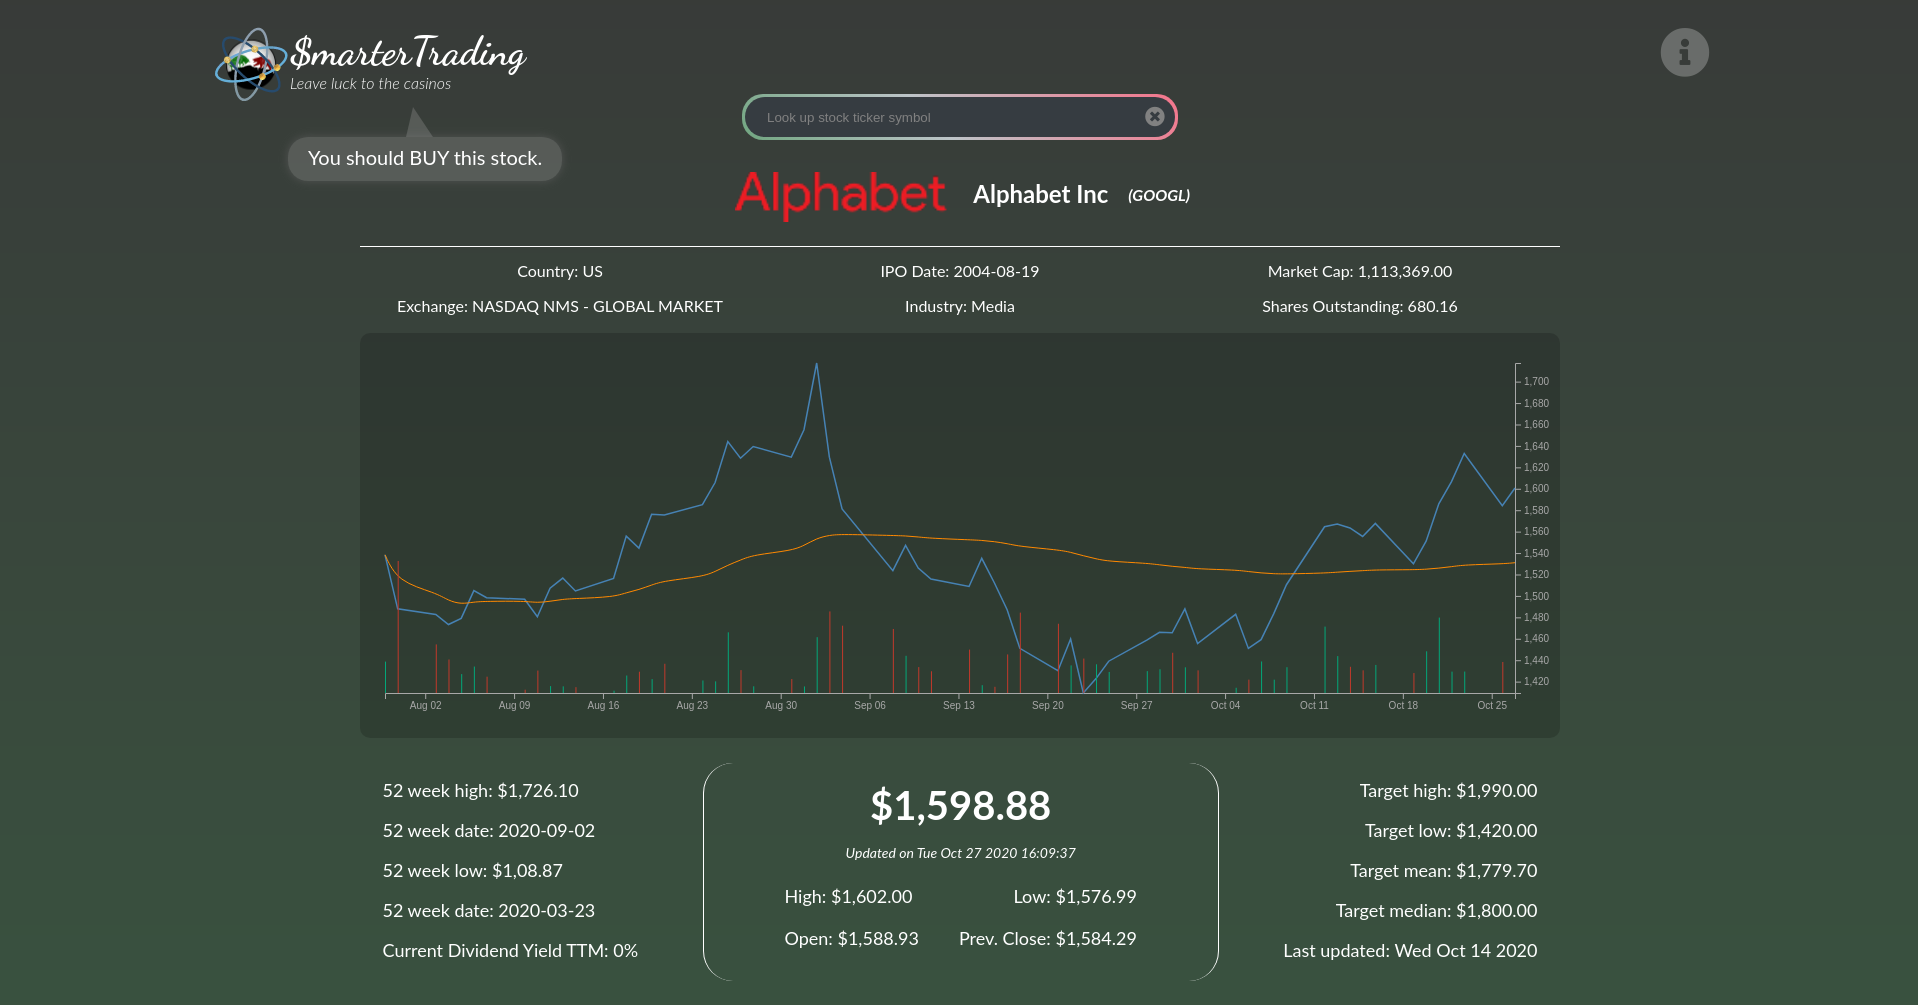 $marterTrading
Leave luck to the casinos
Look up stock ticker symbol
You should BUY this stock.
Alphabet Alphabet Inc (GOOGL)
Country: US IPO Date: 2004-08-19 Market Cap: 1,113,369.00
Exchange: NASDAQ NMS - GLOBAL MARKET Industry: Media Shares Outstanding: 680.16
1,700
1,680
1,660
1,640
1,620
1,600
1,580
1,560
1,540
1,520
1,500
1,480
1,460
1,440
1,420
Aug 02 Aug 09 Aug 16 Aug 23 Aug 30 Sep 06 Sep 13 Sep 20 Sep 27 Oct 04 Oct 11 Oct 18 Oct 25
52 week high: $1,726.10
52 week date: 2020-09-02
52 week low: $1,08.87
52 week date: 2020-03-23
Current Dividend Yield TTM: 0%
$1,598.88
Updated on Tue Oct 27 2020 16:09:37
High: $1,602.00 Low: $1,576.99
Open: $1,588.93 Prev. Close: $1,584.29
Target high: $1,990.00
Target low: $1,420.00
Target mean: $1,779.70
Target median: $1,800.00
Last updated: Wed Oct 14 2020